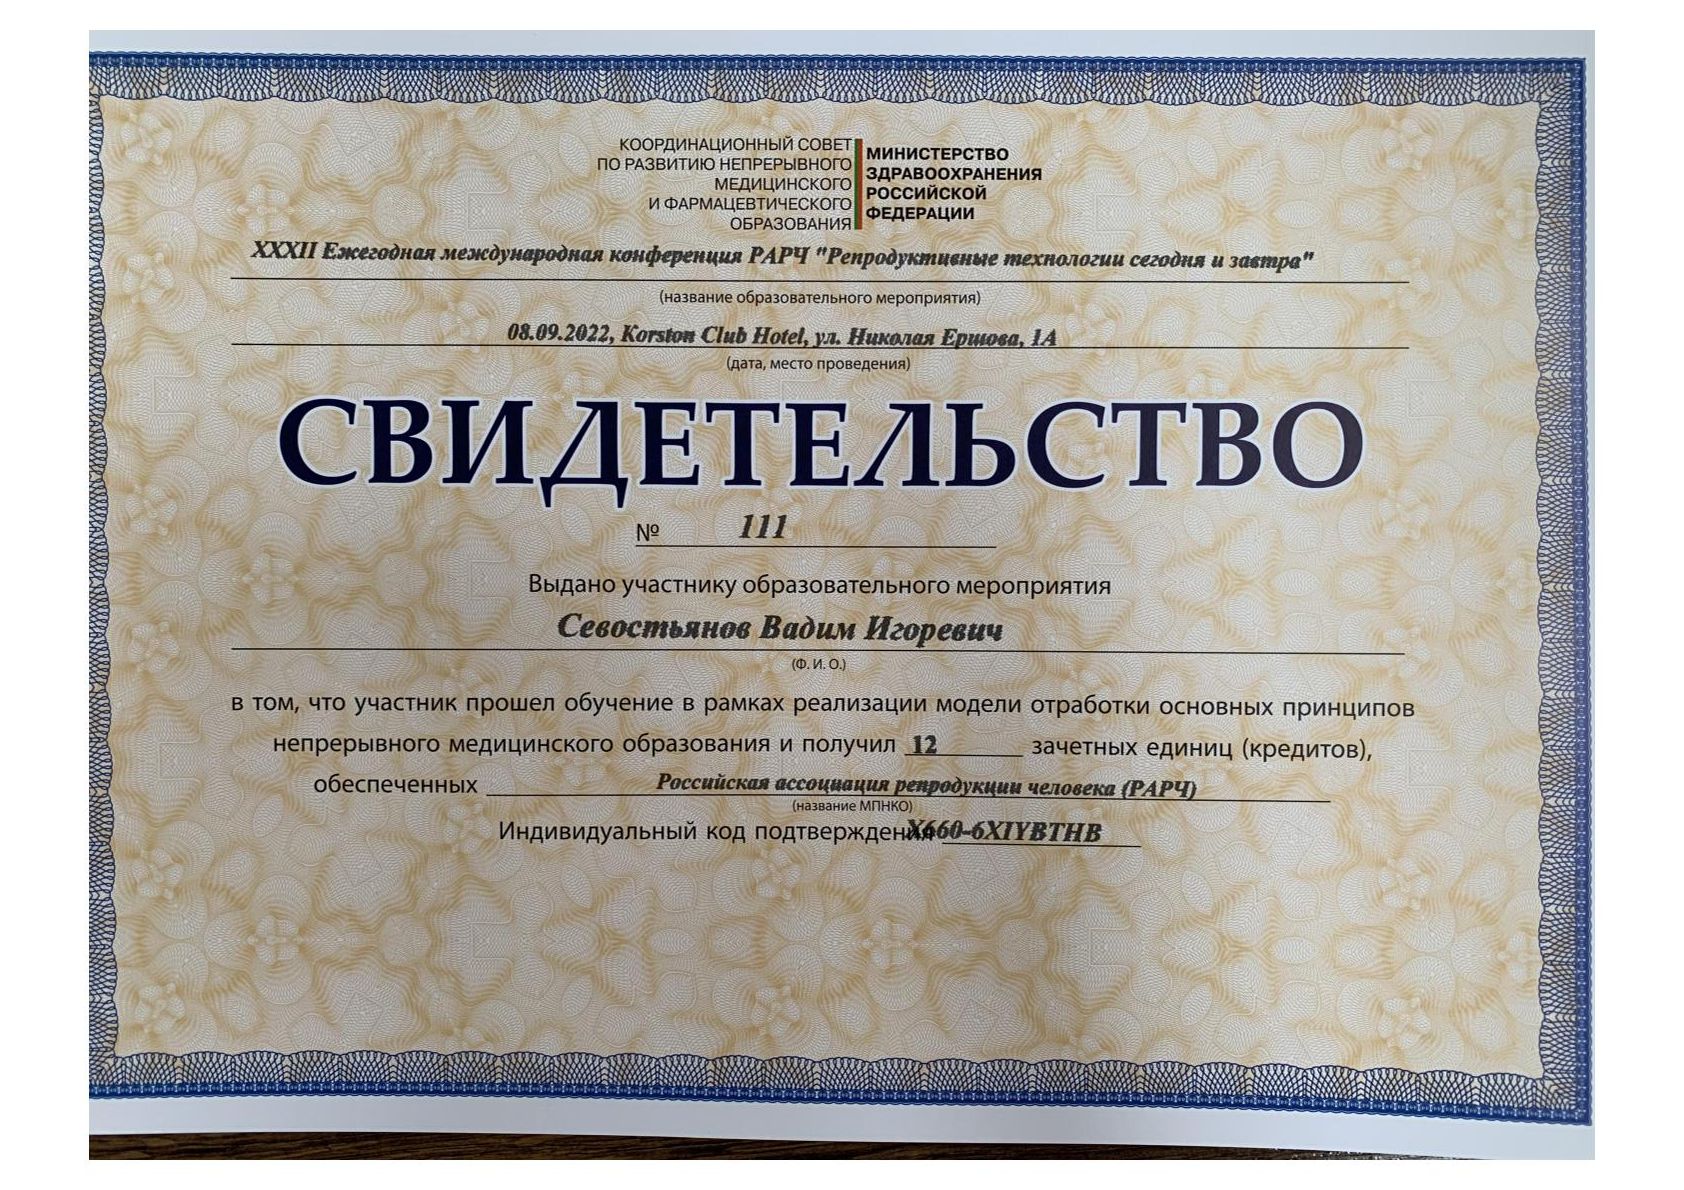 КООРДИНАЦИОННЫЙ СОВЕТ
ПО РАЗВИТИЮ НЕПРЕРЫВНОГО
МЕДИЦИНСКОГО
И ФАРМАЦЕВТИЧЕСКОГО
ОБРАЗОВАНИЯ
МИНИСТЕРСТВО
ЗДРАВООХРАНЕНИЯ
РОССИЙСКОЙ
ФЕДЕРАЦИИ
XXXII Ежегодная международная конференция РАРЧ "Репродуктивные технологии сегодня и завтра"
(название образовательного мероприятия)
08.09.2022, Korston Club Hotel, ул. Николая Ершова, 1А
(дата, место проведения)
СВИДЕТЕЛЬСТВО
№ 111
Выдано участнику образовательного мероприятия
Севостьянов Вадим Игоревич
(Ф. И. О.)
в том, что участник прошел обучение в рамках реализации модели отработки основных принципов
непрерывного медицинского образования и получил 12 зачетных единиц (кредитов),
обеспеченных Российская ассоциация репродукции человека (РАРЧ)
(название МПНКО)
Индивидуальный код подтверждения X660-6XIYBTHB